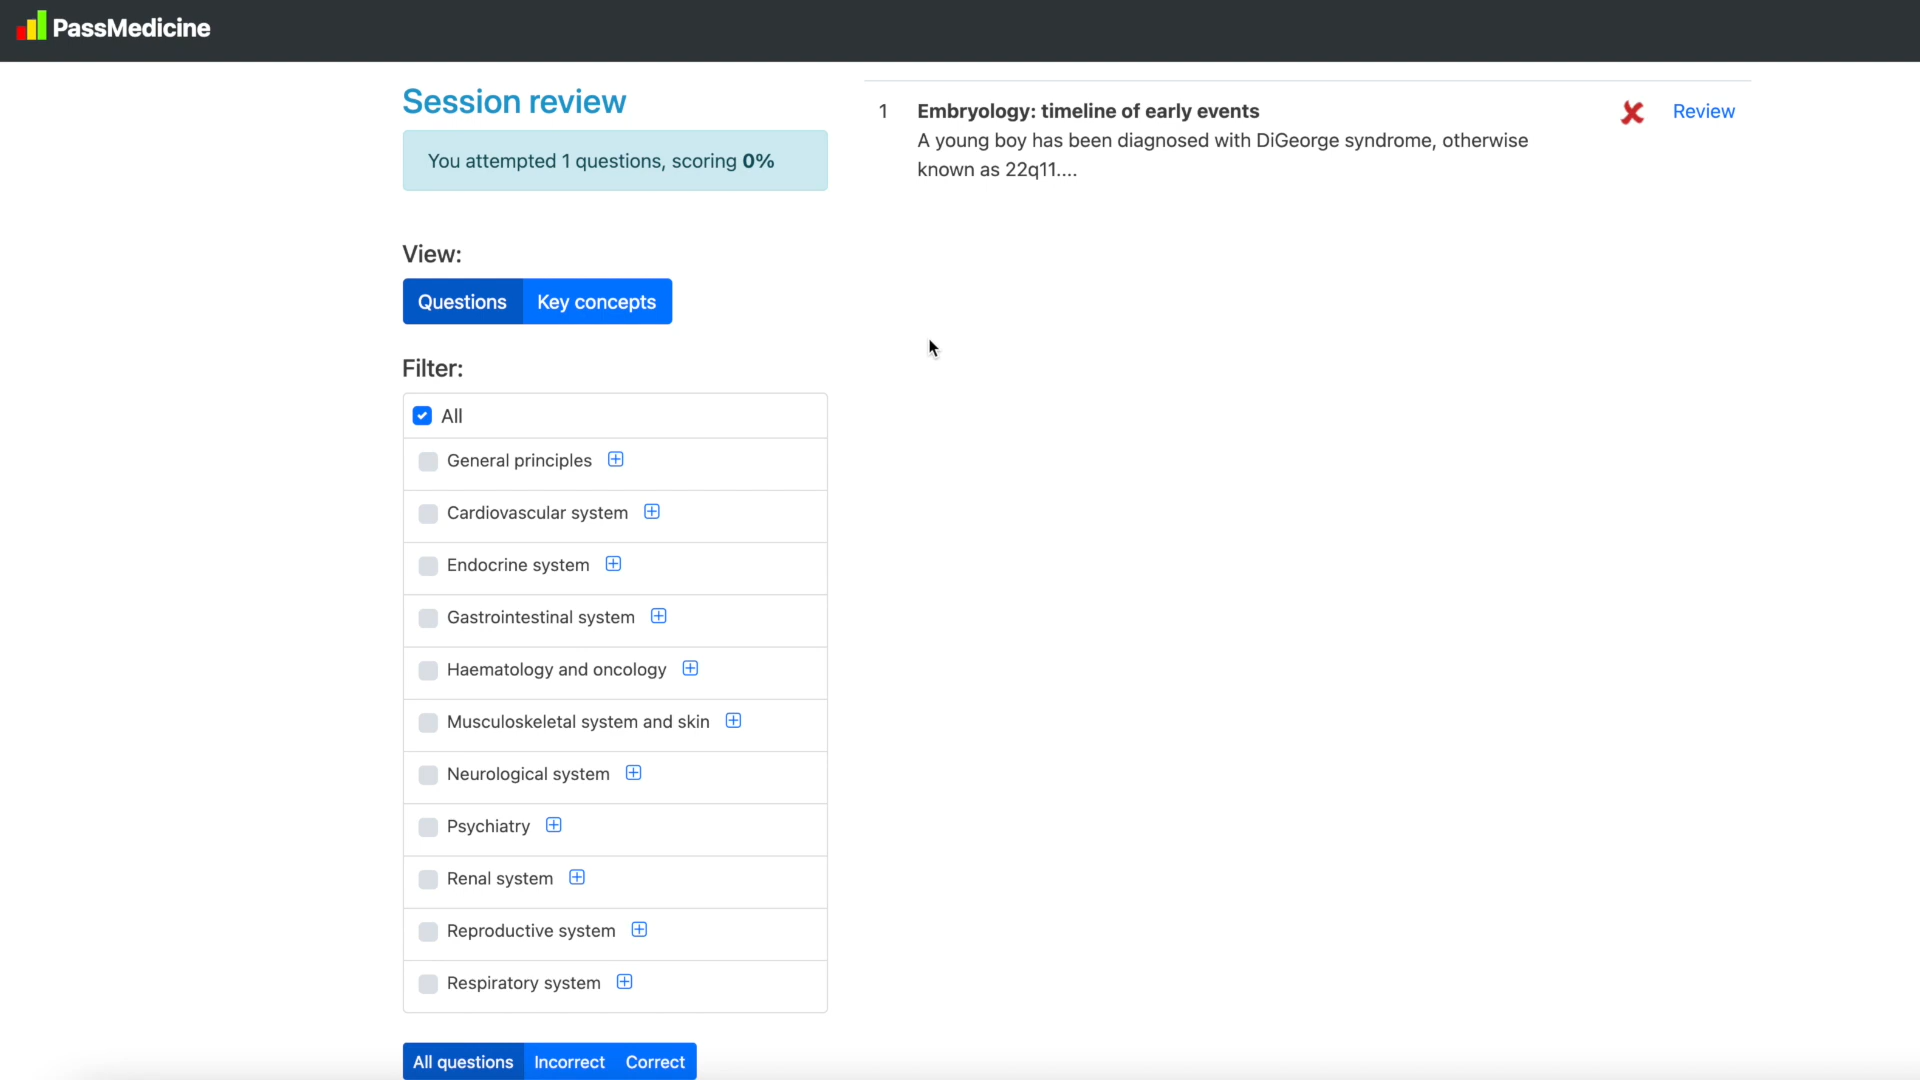 PassMedicine
Session review
You attempted 1 questions, scoring 0%
View:
Questions Key concepts
Filter:
All
General principles
Cardiovascular system
Endocrine system
Gastrointestinal system
Haematology and oncology
Musculoskeletal system and skin
Neurological system
Psychiatry
Renal system
Reproductive system
Respiratory system
All questions Incorrect Correct
1 Embryology: timeline of early events Review
A young boy has been diagnosed with DiGeorge syndrome, otherwise
known as 22q11....